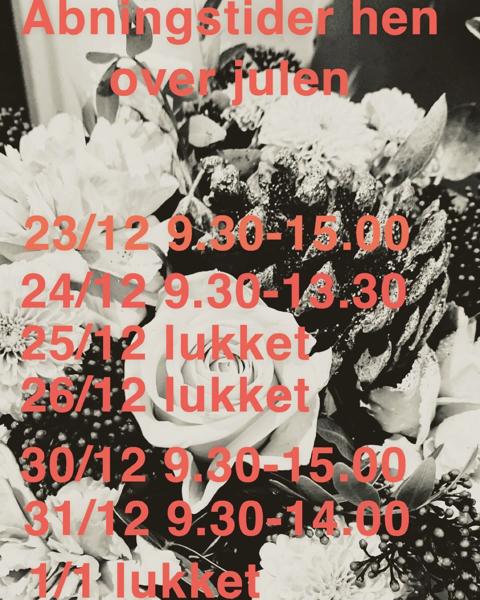 Åbningstider hen
over julen
23/12 9.30-15.00
24/12 9.30-13.30
25/12 lukket
26/12 lukket
30/12 9.30-15.00
31/12 9.30-14.00
1/1 lukket